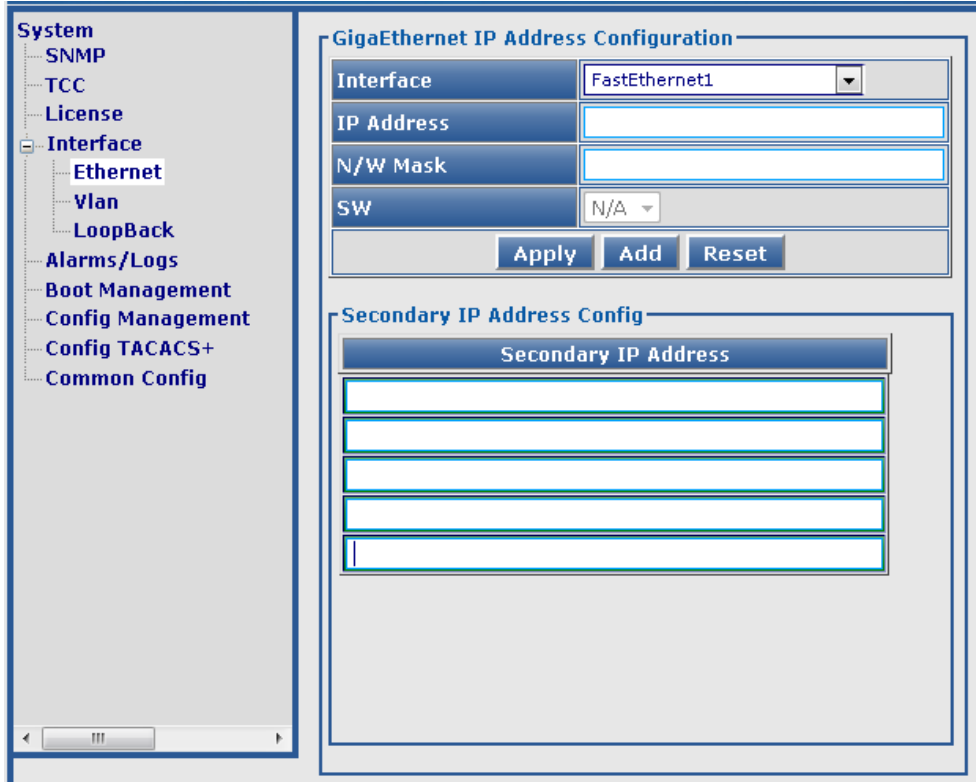 System
SNMP
TCC
License
Interface
Ethernet
Vlan
LoopBack
Alarms/Logs
Boot Management
Config Management
Config TACACS+
Common Config
GigaEthernet IP Address Configuration
Interface FastEthernet1
IP Address
N/W Mask
SW N/A
Apply Add Reset
Secondary IP Address Config
Secondary IP Address